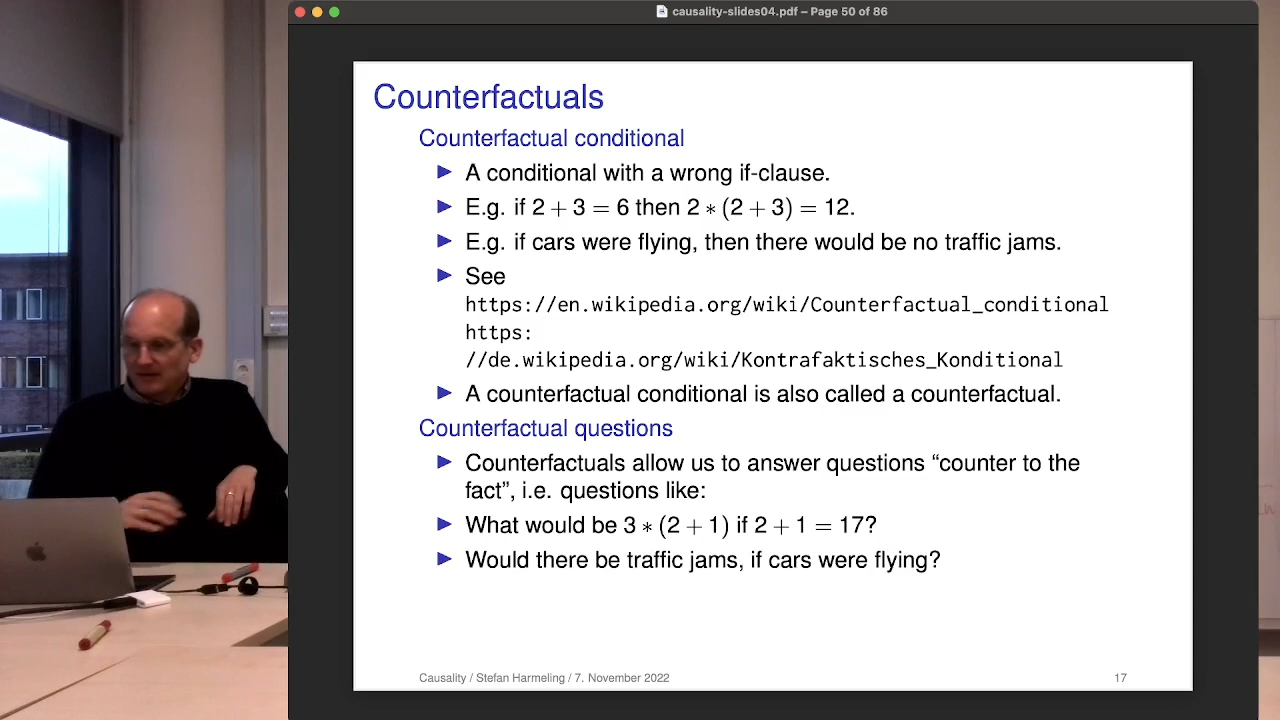 causality-slides04.pdf – Page 50 of 86
Counterfactuals
Counterfactual conditional
▶ A conditional with a wrong if-clause.
▶ E.g. if 2 + 3 = 6 then 2 ∗ (2 + 3) = 12.
▶ E.g. if cars were flying, then there would be no traffic jams.
▶ See
https://en.wikipedia.org/wiki/Counterfactual_conditional
https:
//de.wikipedia.org/wiki/Kontrafaktisches_Konditional
▶ A counterfactual conditional is also called a counterfactual.
Counterfactual questions
▶ Counterfactuals allow us to answer questions “counter to the
fact”, i.e. questions like:
▶ What would be 3 ∗ (2 + 1) if 2 + 1 = 17?
▶ Would there be traffic jams, if cars were flying?
Causality / Stefan Harmeling / 7. November 2022
17